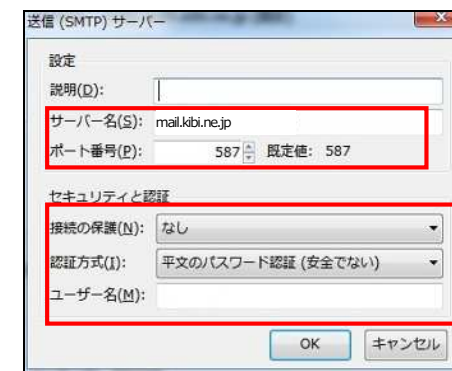 送信 (SMTP) サーバー
設定
説明(D):
サーバー名(S): mail.kibi.ne.jp
ポート番号(P): 587 既定値: 587
セキュリティと認証
接続の保護(N): なし
認証方式(I): 平文のパスワード認証 (安全でない)
ユーザー名(M):
OK キャンセル